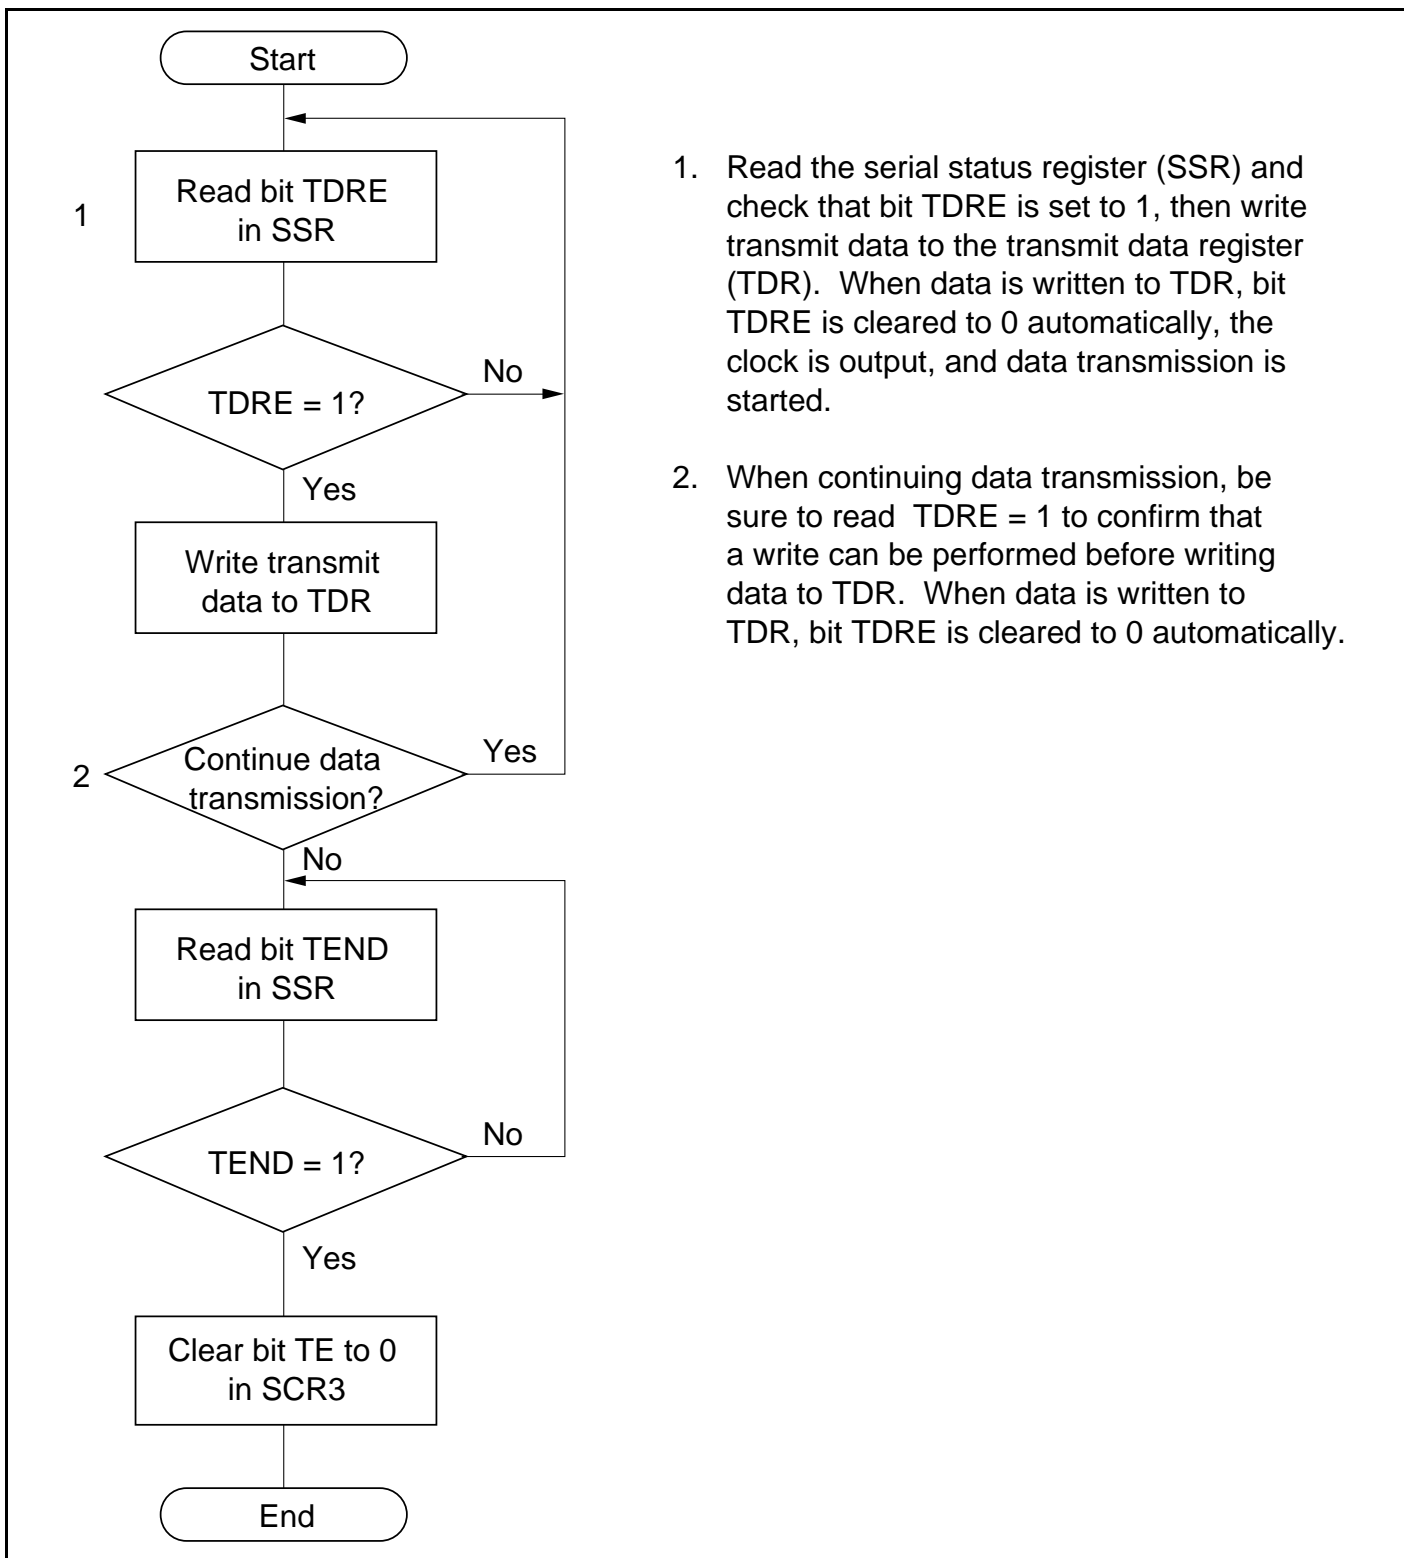 Start
1
Read bit TDRE
in SSR
TDRE = 1?
No
Yes
Write transmit
data to TDR
2
Continue data
transmission?
Yes
No
Read bit TEND
in SSR
TEND = 1?
No
Yes
Clear bit TE to 0
in SCR3
End
1. Read the serial status register (SSR) and
check that bit TDRE is set to 1, then write
transmit data to the transmit data register
(TDR). When data is written to TDR, bit
TDRE is cleared to 0 automatically, the
clock is output, and data transmission is
started.
2. When continuing data transmission, be
sure to read TDRE = 1 to confirm that
a write can be performed before writing
data to TDR. When data is written to
TDR, bit TDRE is cleared to 0 automatically.